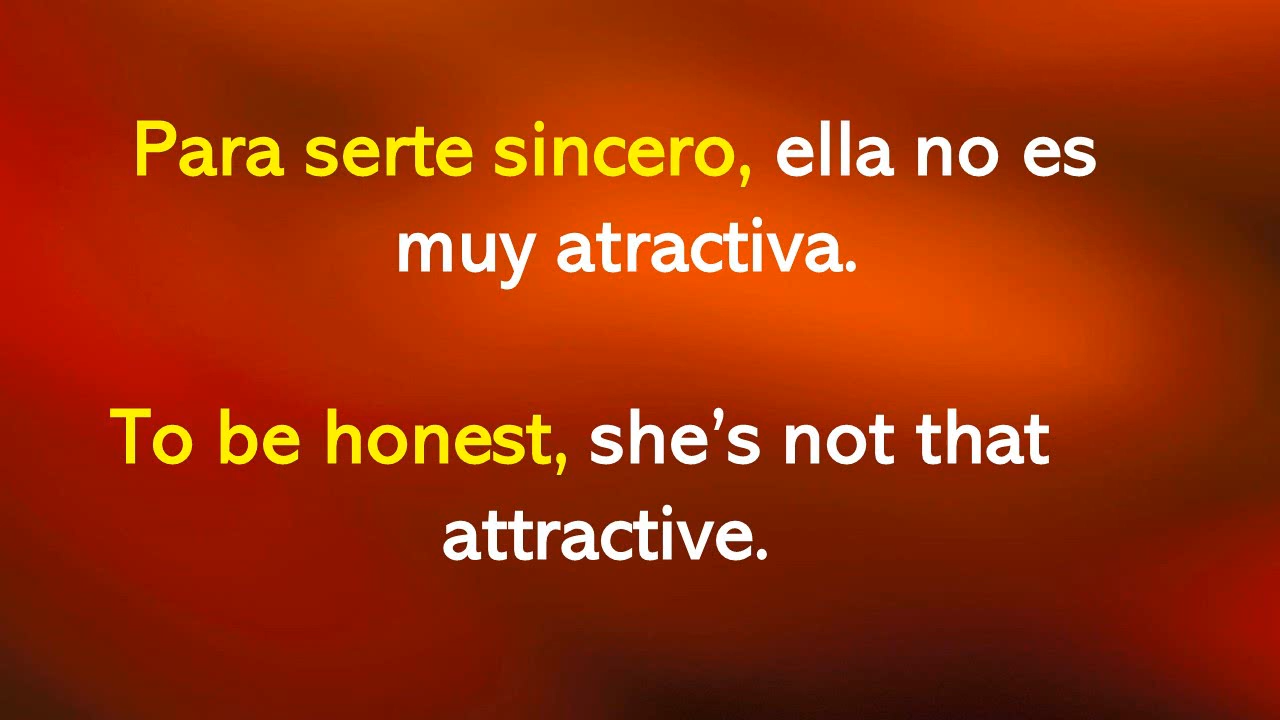 Para serte sincero, ella no es
muy atractiva.
To be honest, she’s not that
attractive.